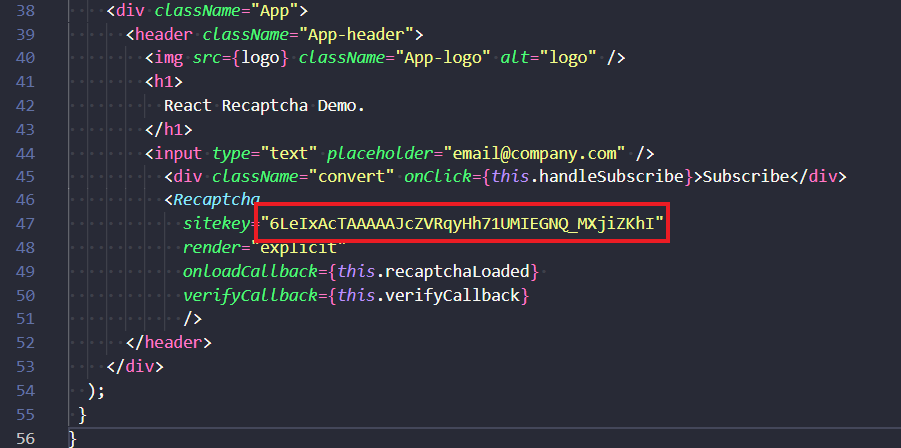 38 <div className="App">
39 <header className="App-header">
40 <img src={logo} className="App-logo" alt="logo" />
41 <h1>
42 React Recaptcha Demo.
43 </h1>
44 <input type="text" placeholder="email@company.com" />
45 <div className="convert" onClick={this.handleSubscribe}>Subscribe</div>
46 <Recaptcha
47 sitekey="6LeIxAcTAAAAAJcZVRqyHh71UMIEGNQ_MXjiZKhI"
48 render="explicit"
49 onloadCallback={this.recaptchaLoaded}
50 verifyCallback={this.verifyCallback}
51 />
52 </header>
53 </div>
54 );
55 }
56 }